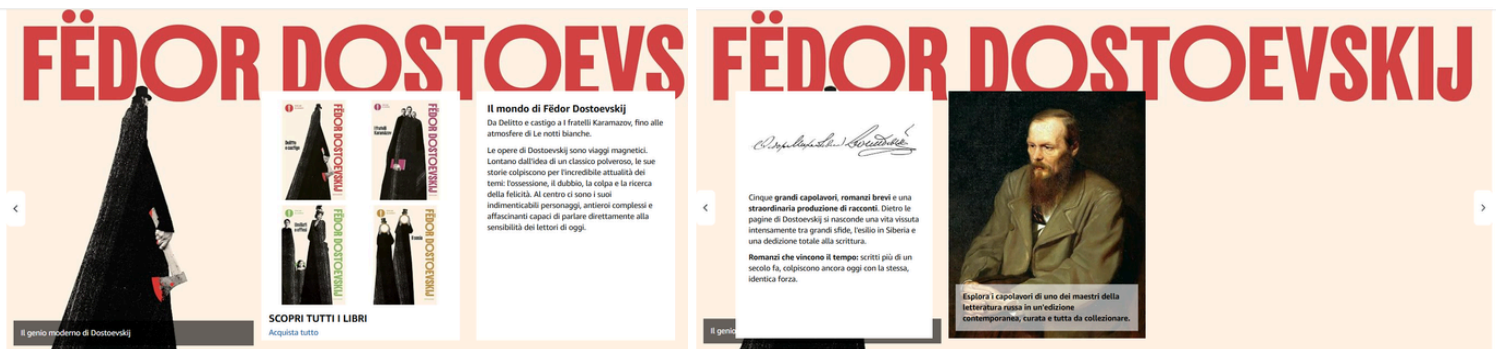 FËDOR DOSTOEVS
Delitto
e castigo
FËDOR DOSTOEVSKIJ
I fratelli
Karamazov
FËDOR DOSTOEVSKIJ
Umiliati
e offesi
FËDOR DOSTOEVSKIJ
FËDOR DOSTOEVSKIJ
SCOPRI TUTTI I LIBRI
Acquista tutto
Il genio moderno di Dostoevskij
Il mondo di Fëdor Dostoevskij
Da Delitto e castigo a I fratelli Karamazov, fino alle
atmosfere di Le notti bianche.
Le opere di Dostoevskij sono viaggi magnetici.
Lontano dall'idea di un classico polveroso, le sue
storie colpiscono per l'incredibile attualità dei
temi: l'ossessione, il dubbio, la colpa e la ricerca
della felicità. Al centro ci sono i suoi
indimenticabili personaggi, antieroi complessi e
affascinanti capaci di parlare direttamente alla
sensibilità dei lettori di oggi.
FËDOR DOSTOEVSKIJ
Cinque grandi capolavori, romanzi brevi e una
straordinaria produzione di racconti. Dietro le
pagine di Dostoevskij si nasconde una vita vissuta
intensamente tra grandi sfide, l'esilio in Siberia e
una dedizione totale alla scrittura.
Romanzi che vincono il tempo: scritti più di un
secolo fa, colpiscono ancora oggi con la stessa,
identica forza.
Il genio
Esplora i capolavori di uno dei maestri della
letteratura russa in un'edizione
contemporanea, curata e tutta da collezionare.